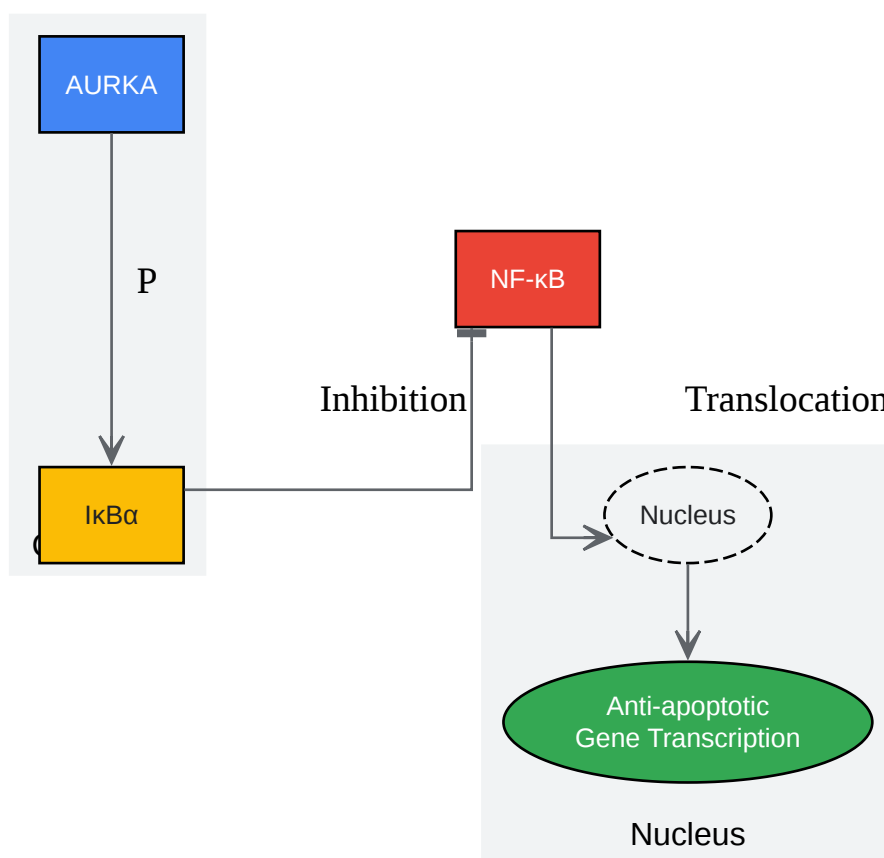 AURKA
P
NF-κB
Inhibition
Translocation
IκBα
Nucleus
Anti-apoptotic
Gene Transcription
Nucleus